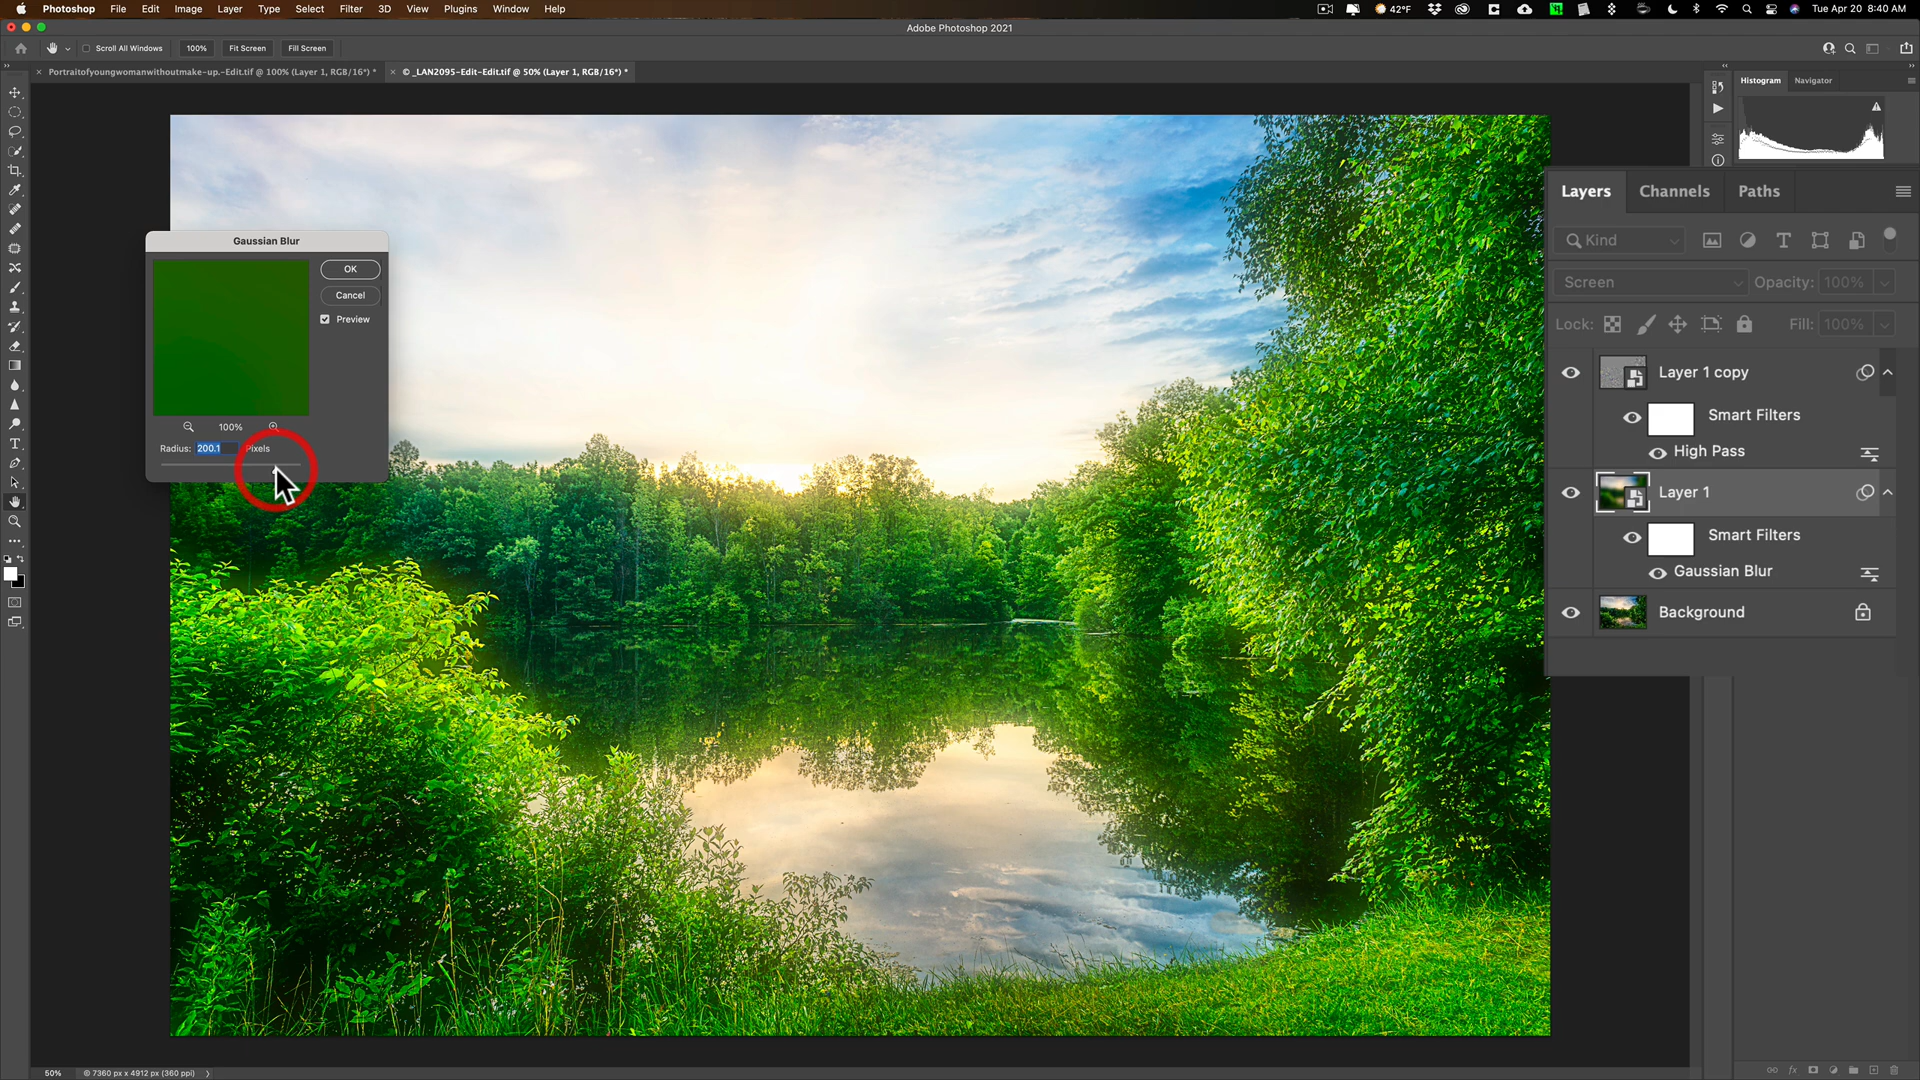 Photoshop File Edit Image Layer Type Select Filter 3D View Plugins Window Help 42°F Tue Apr 20 8:40 AM
Adobe Photoshop 2021
Scroll All Windows 100% Fit Screen Fill Screen
Portraitofyoungwomanwithoutmake-up.-Edit.tif @ 100% (Layer 1, RGB/16*) * © _LAN2095-Edit-Edit.tif @ 50% (Layer 1, RGB/16*) *
Histogram Navigator
Layers Channels Paths
Kind
Screen Opacity: 100%
Lock: Fill: 100%
Layer 1 copy
Smart Filters
High Pass
Layer 1
Smart Filters
Gaussian Blur
Background
Gaussian Blur
OK
Cancel
Preview
100%
Radius: 200.1 Pixels
50% 7360 px x 4912 px (360 ppi)